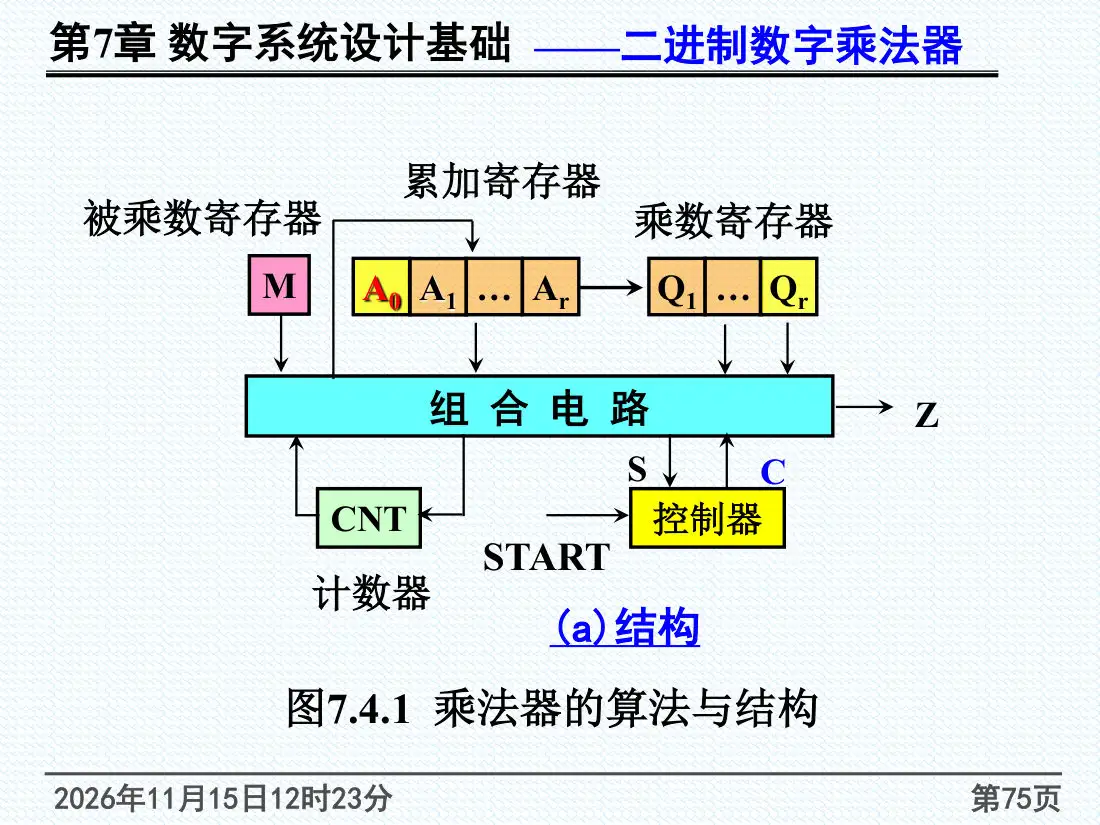 第7章 数字系统设计基础 ——二进制数字乘法器
累加寄存器
被乘数寄存器
乘数寄存器
M
A0 A1 … Ar
Q1 … Qr
组 合 电 路
Z
S
C
CNT
控制器
START
计数器
(a)结构
图7.4.1 乘法器的算法与结构
2026年11月15日12时23分
第75页